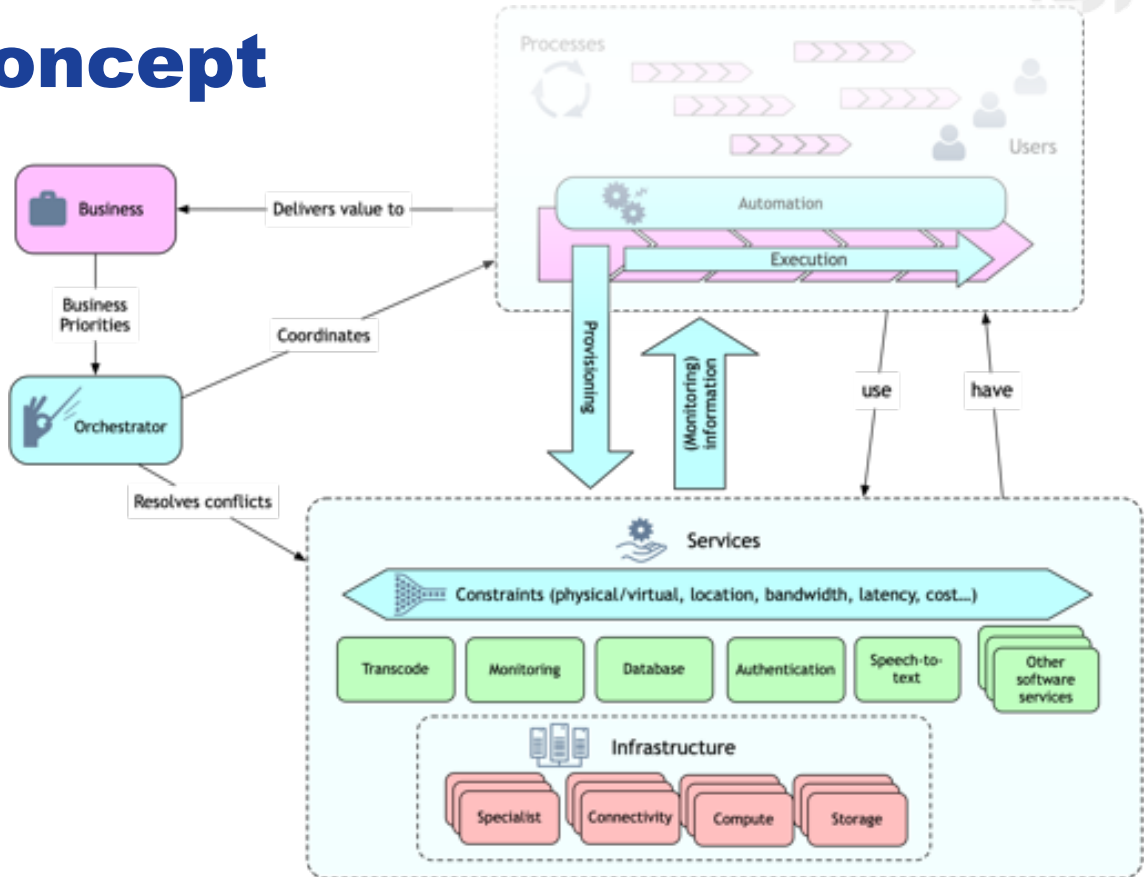 oncept
Processes
Users
Automation
Execution
Business
Delivers value to
Business
Priorities
Coordinates
Orchestrator
Resolves conflicts
Provisioning
(Monitoring)
information
use
have
Services
Constraints (physical/virtual, location, bandwidth, latency, cost…)
Transcode
Monitoring
Database
Authentication
Speech-to-
text
Other
software
services
Infrastructure
Specialist
Connectivity
Compute
Storage